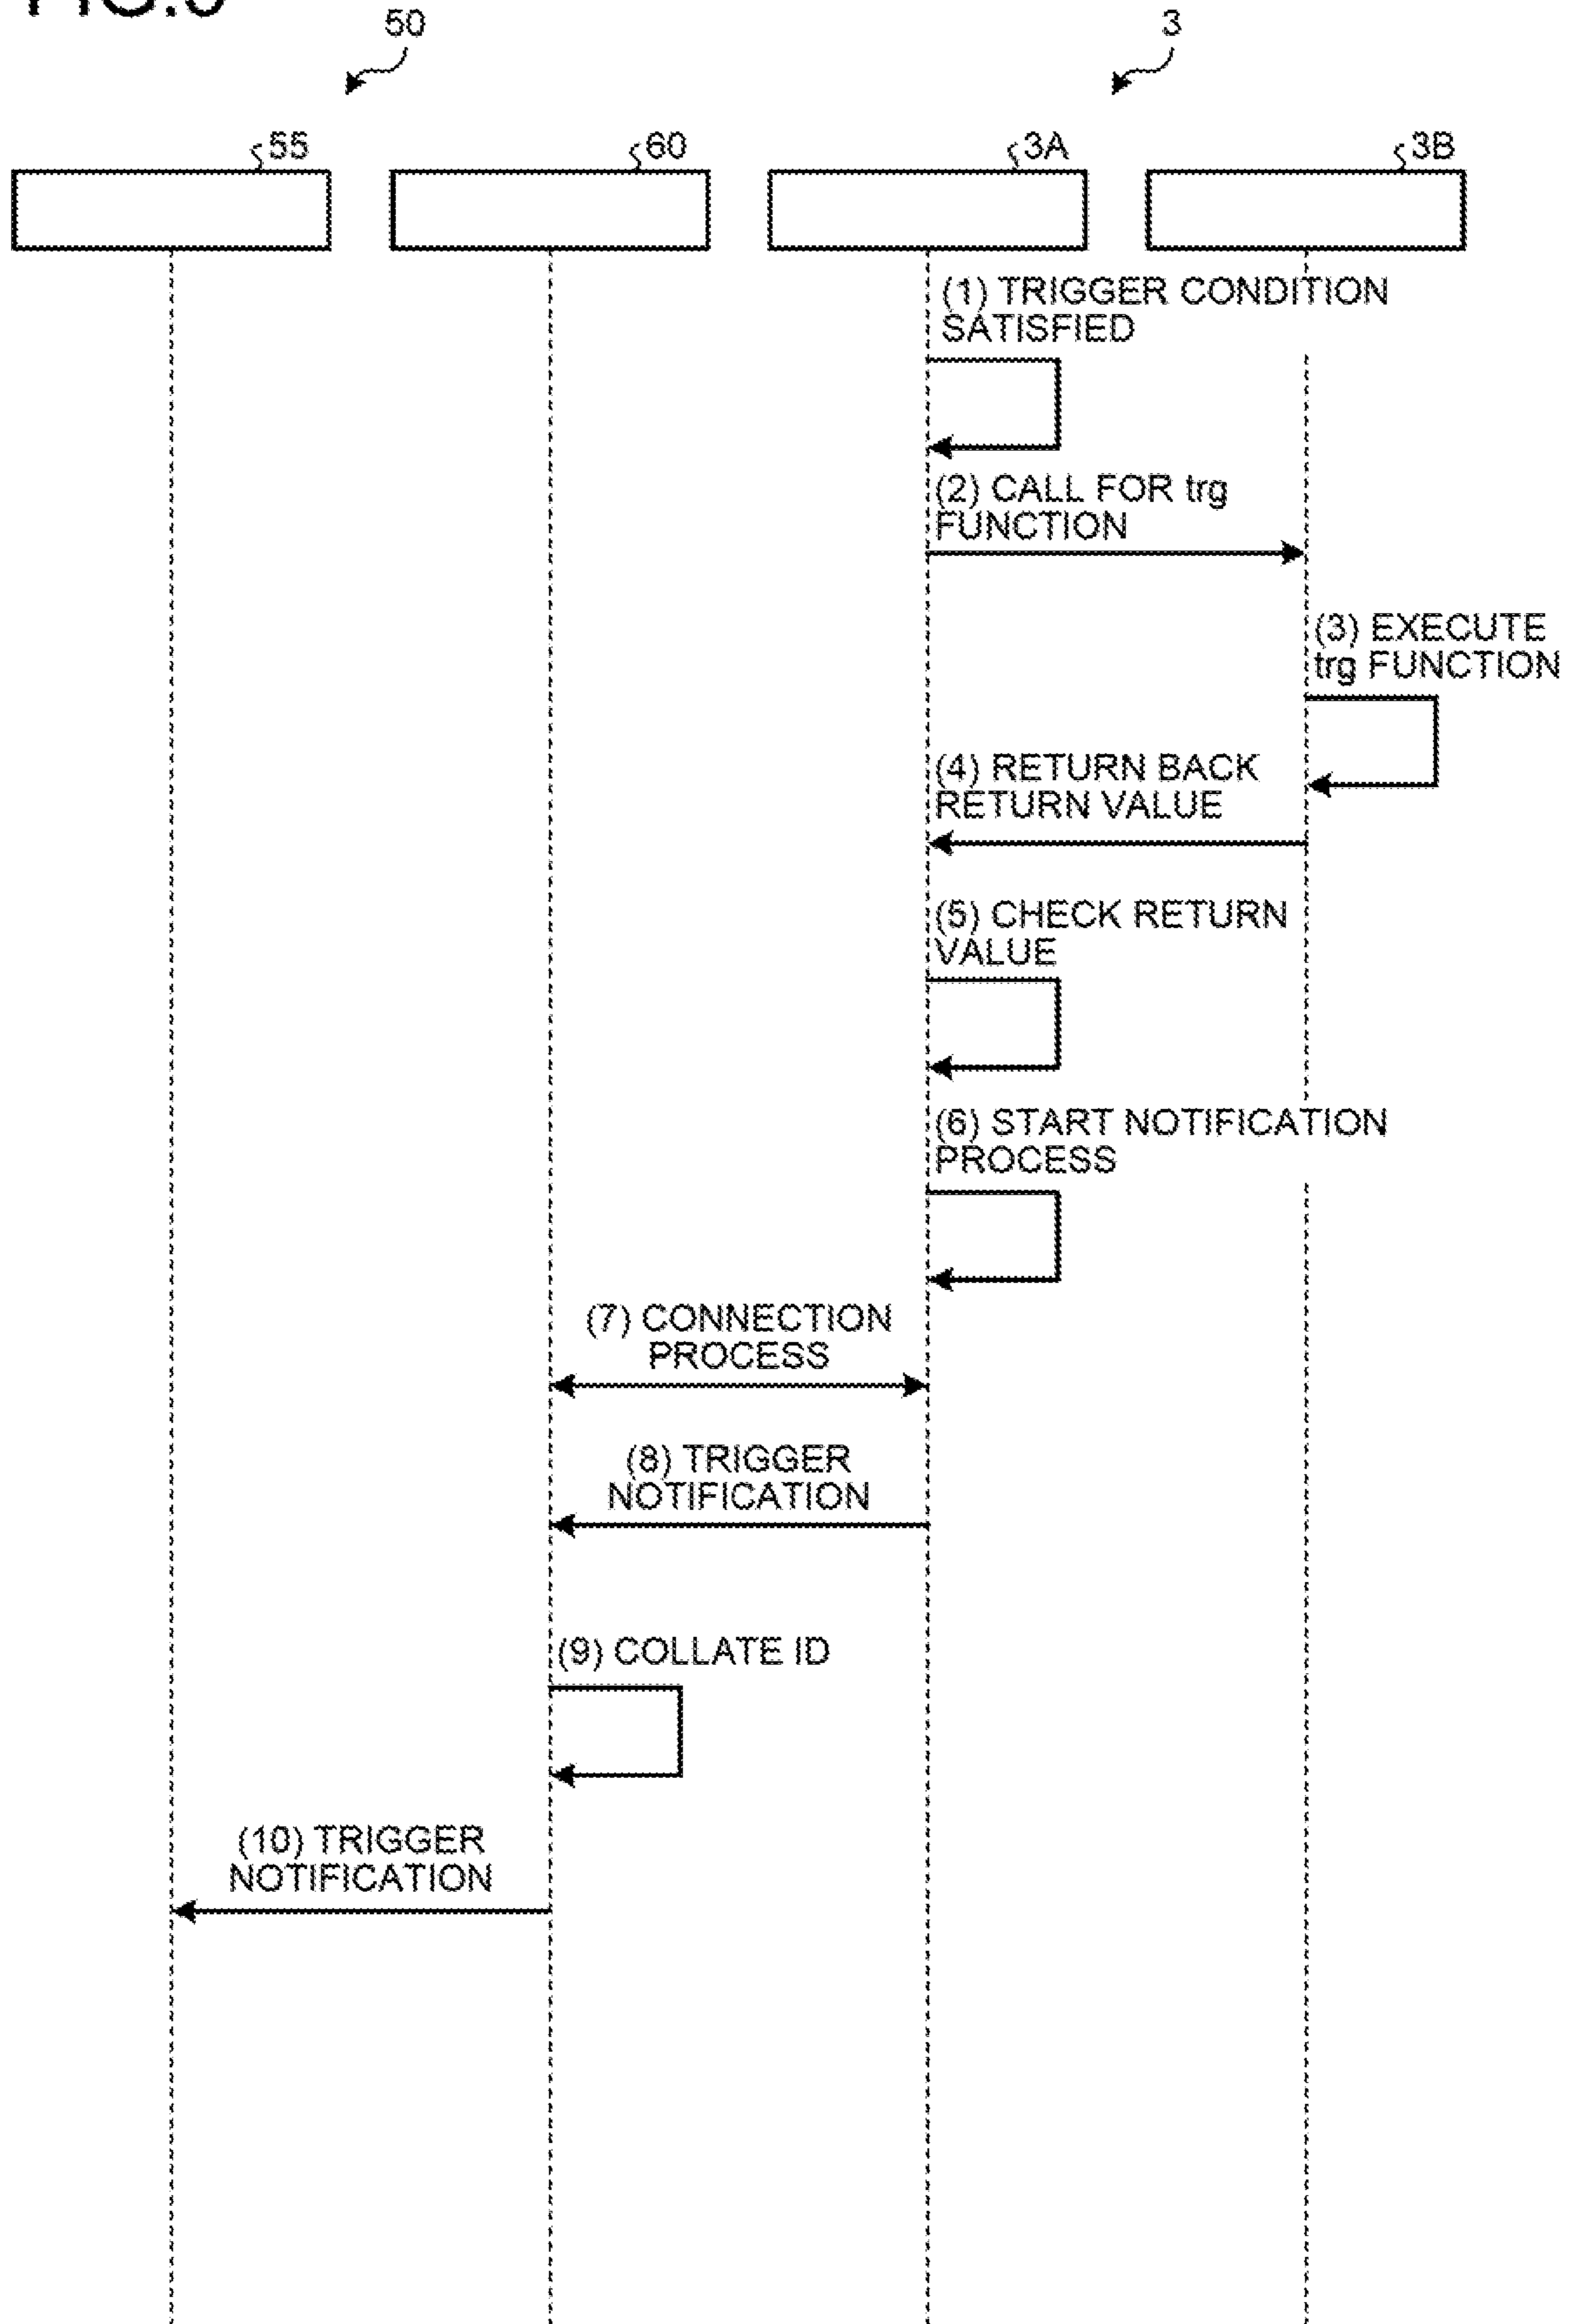 50
3
55
60
3A
3B
(1) TRIGGER CONDITION
SATISFIED
(2) CALL FOR trg
FUNCTION
(3) EXECUTE
trg FUNCTION
(4) RETURN BACK
RETURN VALUE
(5) CHECK RETURN
VALUE
(6) START NOTIFICATION
PROCESS
(7) CONNECTION
PROCESS
(8) TRIGGER
NOTIFICATION
(9) COLLATE ID
(10) TRIGGER
NOTIFICATION